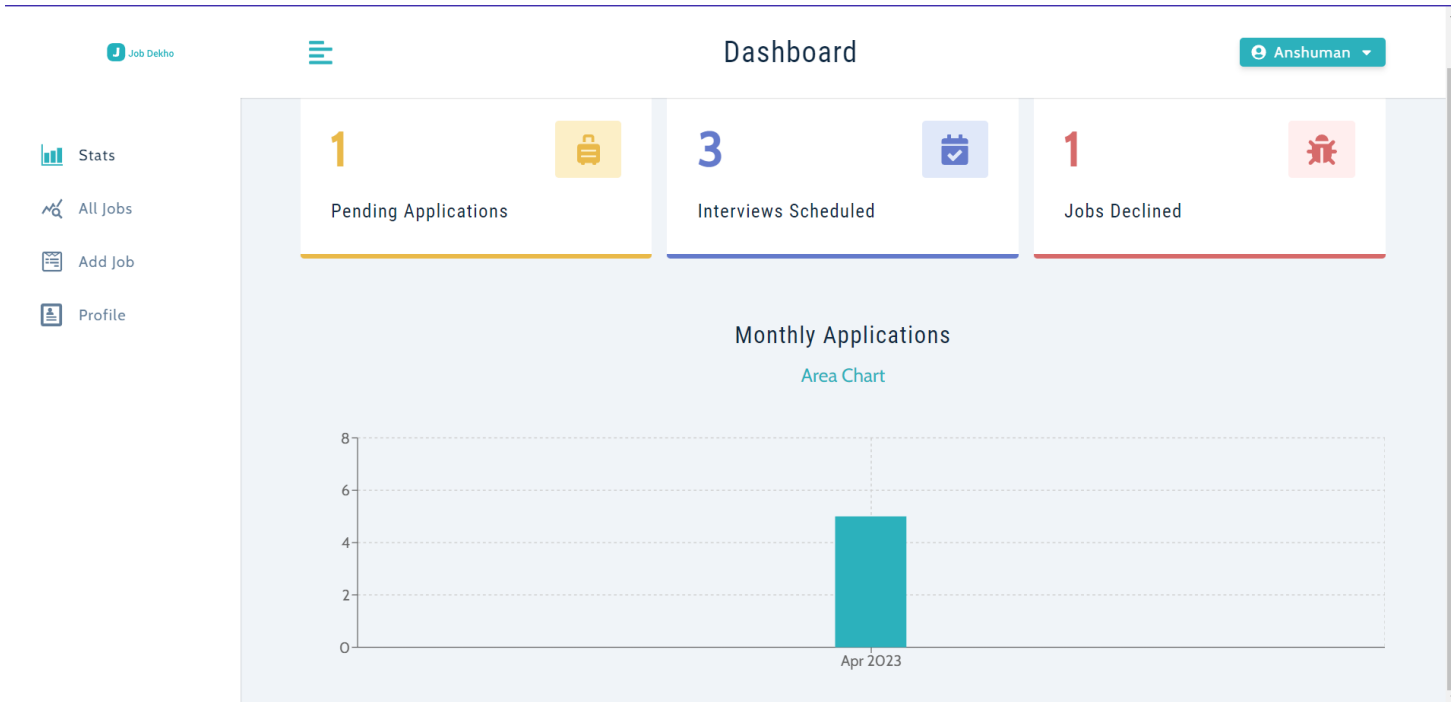 J Job Dekho
Dashboard
Anshuman
Stats
All Jobs
Add Job
Profile
1
Pending Applications
3
Interviews Scheduled
1
Jobs Declined
Monthly Applications
Area Chart
8
6
4
2
0
Apr 2023